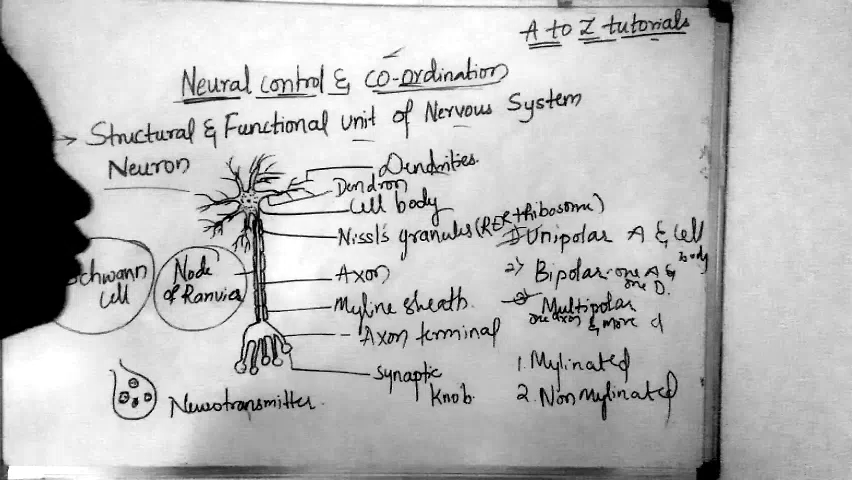 A to Z tutorials
Neural control & CO-Ordination
→ Structural & Functional unit of Nervous System
Neuron
Dendrities.
Dendron
Cell body
Nissl's granules (RER + hibosome)
Axon
Myline sheath.
Axon terminal
Synaptic
Knob.
Schwann
Cell
Node
of Ranvier
Neurotransmitter.
1) Unipolar A & Cell
body
2) Bipolar - one A &
one D.
3) Multipolar
one axon & more d
1. Mylinated
2. Non Mylinated